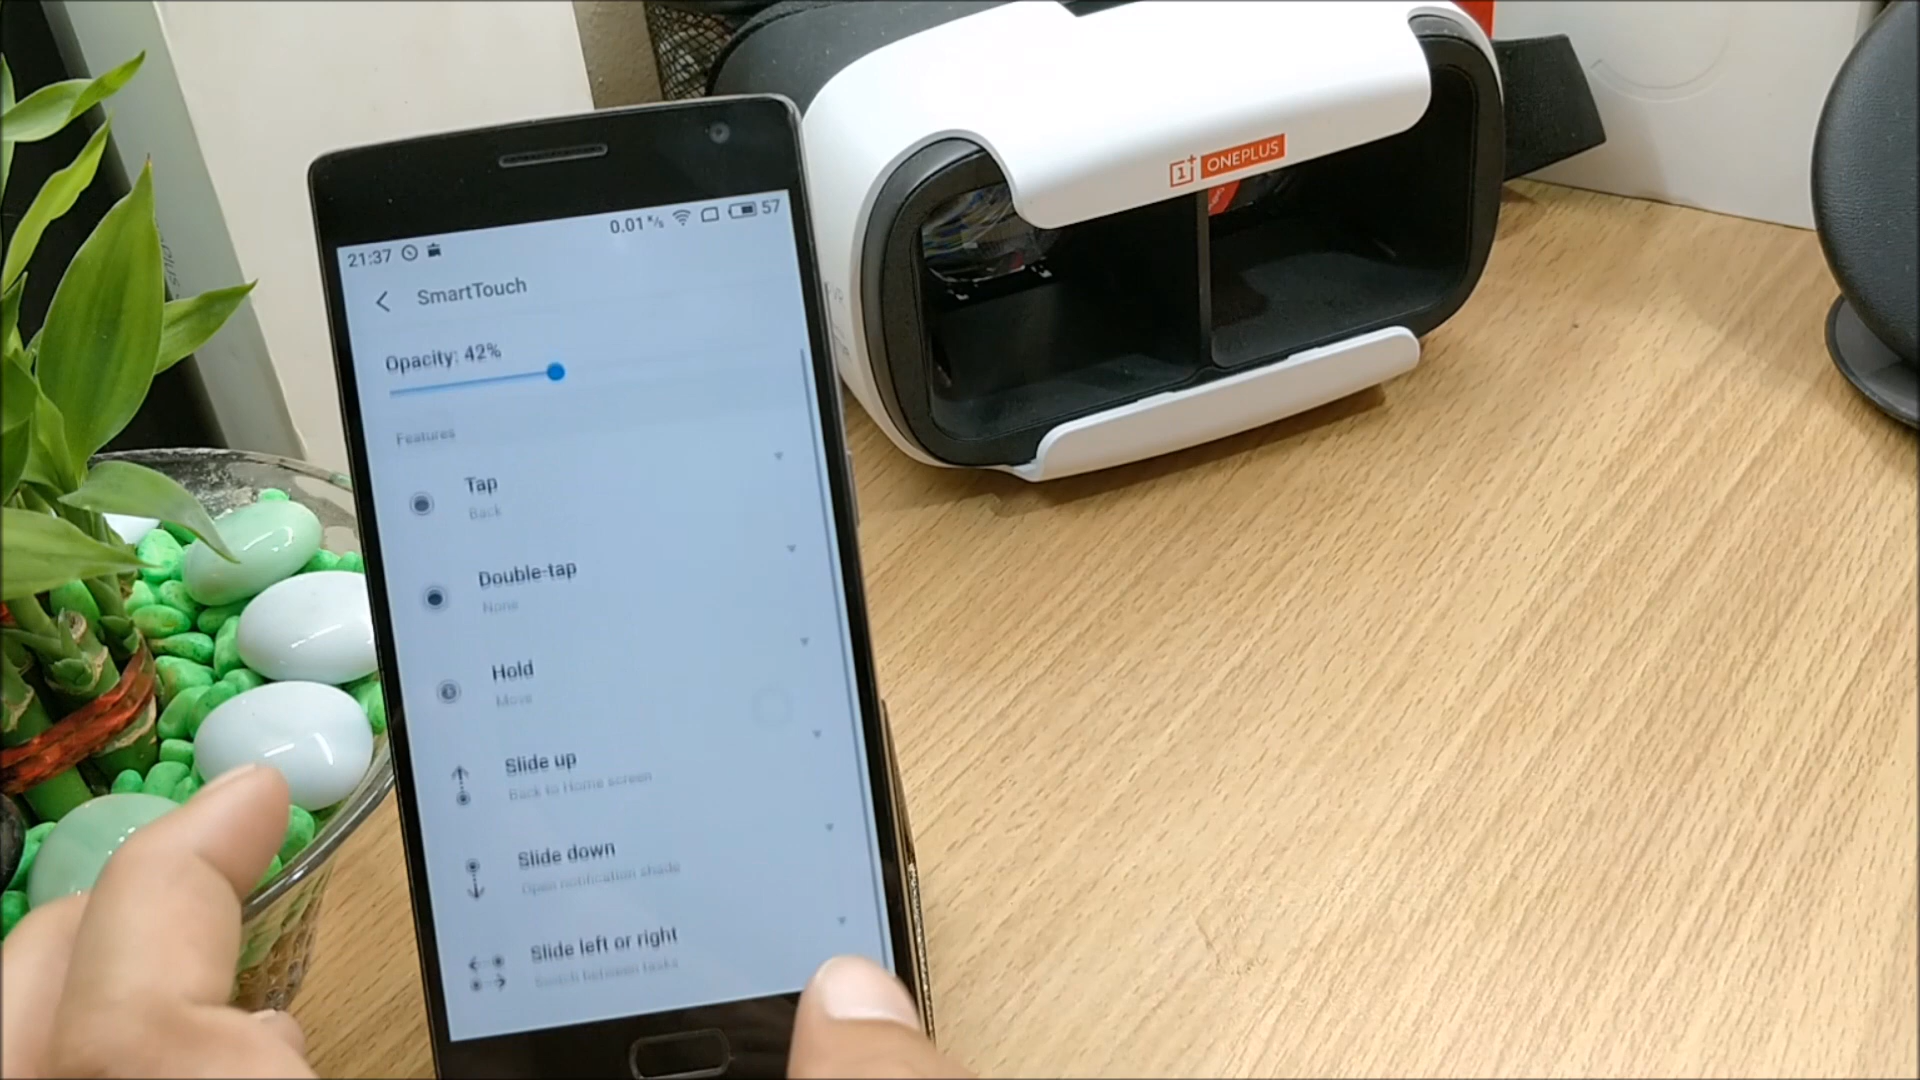 21:37 0.01 K/s 57
SmartTouch
Opacity: 42%
Features
Tap
Back
Double-tap
None
Hold
Move
Slide up
Back to Home screen
Slide down
Open notification shade
Slide left or right
Switch between tasks
1+ ONEPLUS